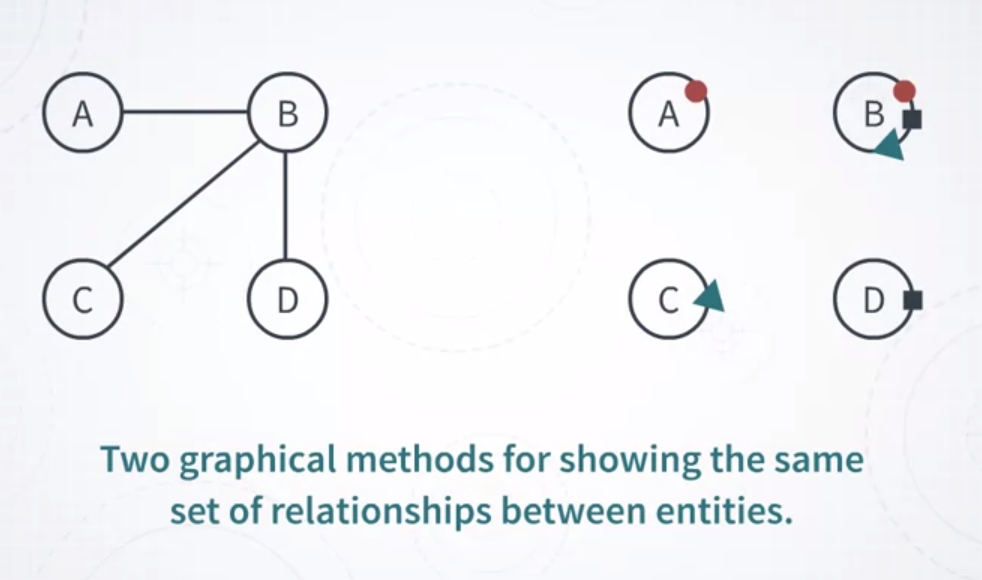 A B A B
C D C D
Two graphical methods for showing the same
set of relationships between entities.